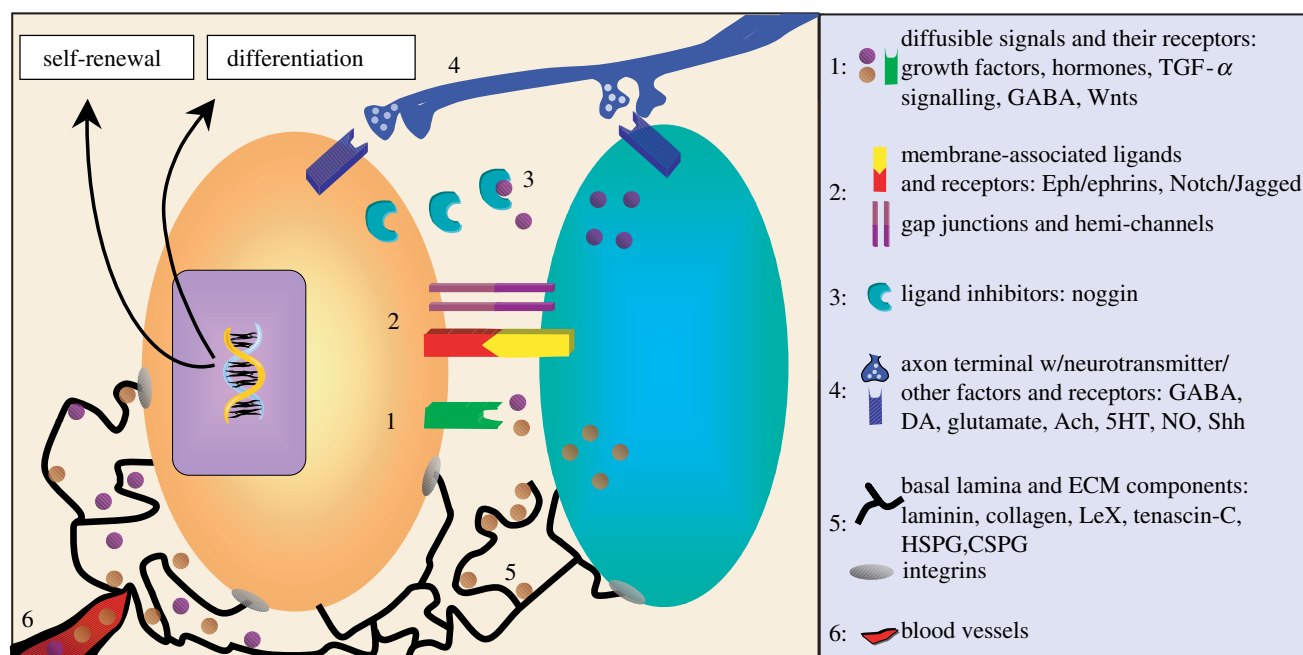 self-renewal
differentiation
4
3
2
1
5
6
1:
diffusible signals and their receptors:
growth factors, hormones, TGF-α
signalling, GABA, Wnts
2:
membrane-associated ligands
and receptors: Eph/ephrins, Notch/Jagged
gap junctions and hemi-channels
3:
ligand inhibitors: noggin
4:
axon terminal w/neurotransmitter/
other factors and receptors: GABA,
DA, glutamate, Ach, 5HT, NO, Shh
5:
basal lamina and ECM components:
laminin, collagen, LeX, tenascin-C,
HSPG,CSPG
integrins
6:
blood vessels